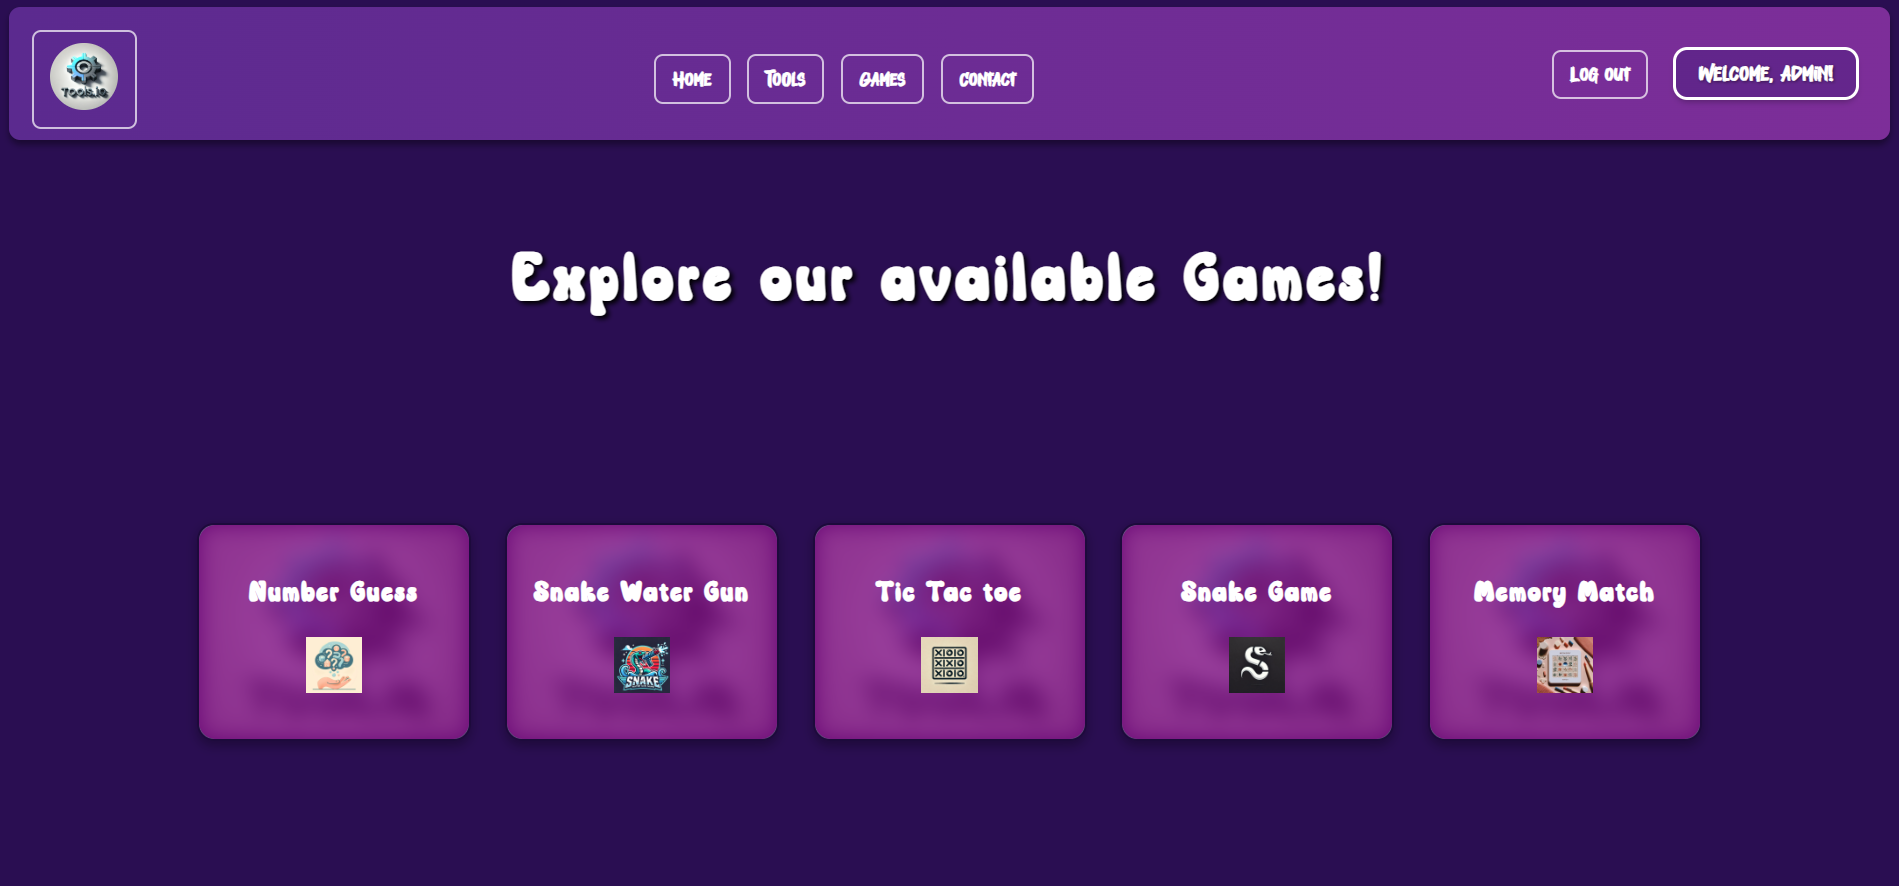 Tools.ie
Home Tools Games Contact
Log out
Welcome, admin!
Explore our available Games!
Number Guess
Snake Water Gun
Tic Tac toe
Snake Game
Memory Match
SNAKE